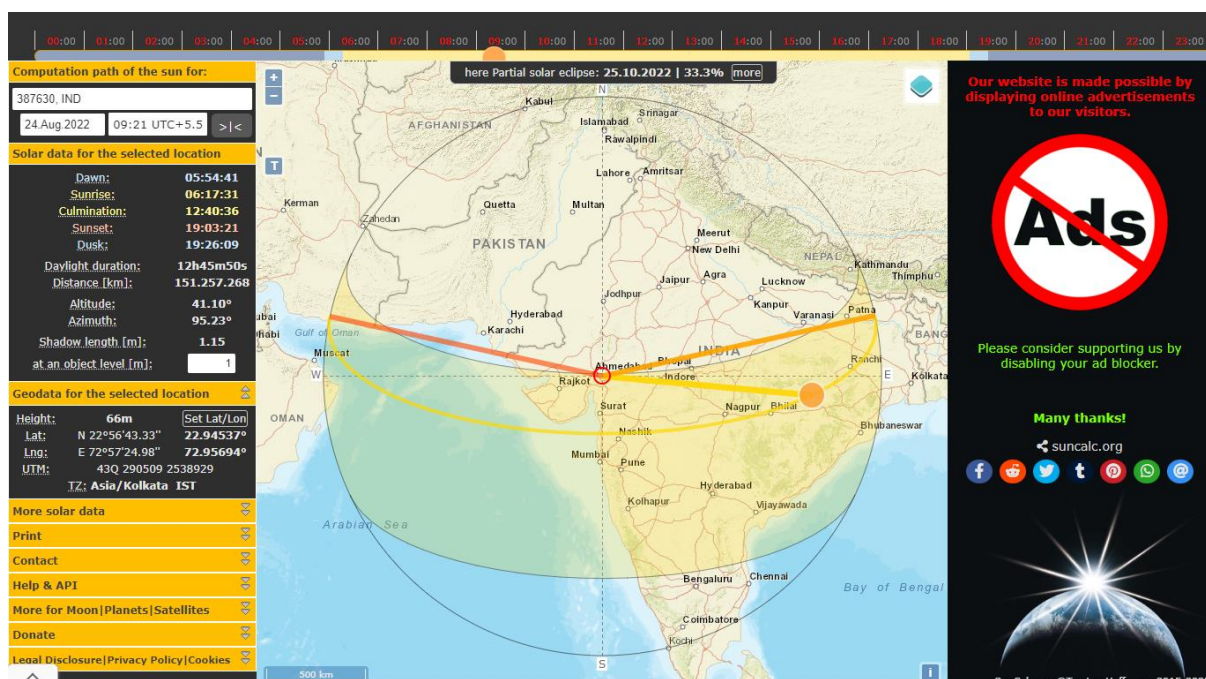 00:00 01:00 02:00 03:00 04:00 05:00 06:00 07:00 08:00 09:00 10:00 11:00 12:00 13:00 14:00 15:00 16:00 17:00 18:00 19:00 20:00 21:00 22:00 23:00
Computation path of the sun for:
387630, IND
24.Aug.2022 09:21 UTC+5.5 >|<
Solar data for the selected location
Dawn: 05:54:41
Sunrise: 06:17:31
Culmination: 12:40:36
Sunset: 19:03:21
Dusk: 19:26:09
Daylight duration: 12h45m50s
Distance [km]: 151.257.268
Altitude: 41.10°
Azimuth: 95.23°
Shadow length [m]: 1.15
at an object level [m]: 1
Geodata for the selected location
Height: 66m Set Lat/Lon
Lat: N 22°56'43.33" 22.94537°
Lng: E 72°57'24.98" 72.95694°
UTM: 43Q 290509 2538929
TZ: Asia/Kolkata IST
More solar data
Print
Contact
Help & API
More for Moon|Planets|Satellites
Donate
Legal Disclosure|Privacy Policy|Cookies
+
−
T
here Partial solar eclipse: 25.10.2022 | 33.3% more
N
Kabul
Srinagar
AFGHANISTAN
Islamabad
Rawalpindi
Lahore
Amritsar
Kerman
Zahedan
Quetta
Multan
PAKISTAN
Meerut
New Delhi
NEPAL
Kathmandu
Thimphu
Jaipur
Agra
Lucknow
Jodhpur
Kanpur
Varanasi
Patna
Hyderabad
Karachi
BANG
Gulf of Oman
Muscat
INDIA
Ahmedabad
Bhopal
Ranchi
W
Rajkot
Indore
E
Kolkata
OMAN
Surat
Nagpur
Bhilai
Bhubaneswar
Nashik
Mumbai
Pune
Hyderabad
Kolhapur
Vijayawada
Arabian Sea
Bengaluru
Chennai
Bay of Bengal
Coimbatore
Kochi
S
500 km
i
Our website is made possible by
displaying online advertisements
to our visitors.
Ads
Please consider supporting us by
disabling your ad blocker.
Many thanks!
suncalc.org